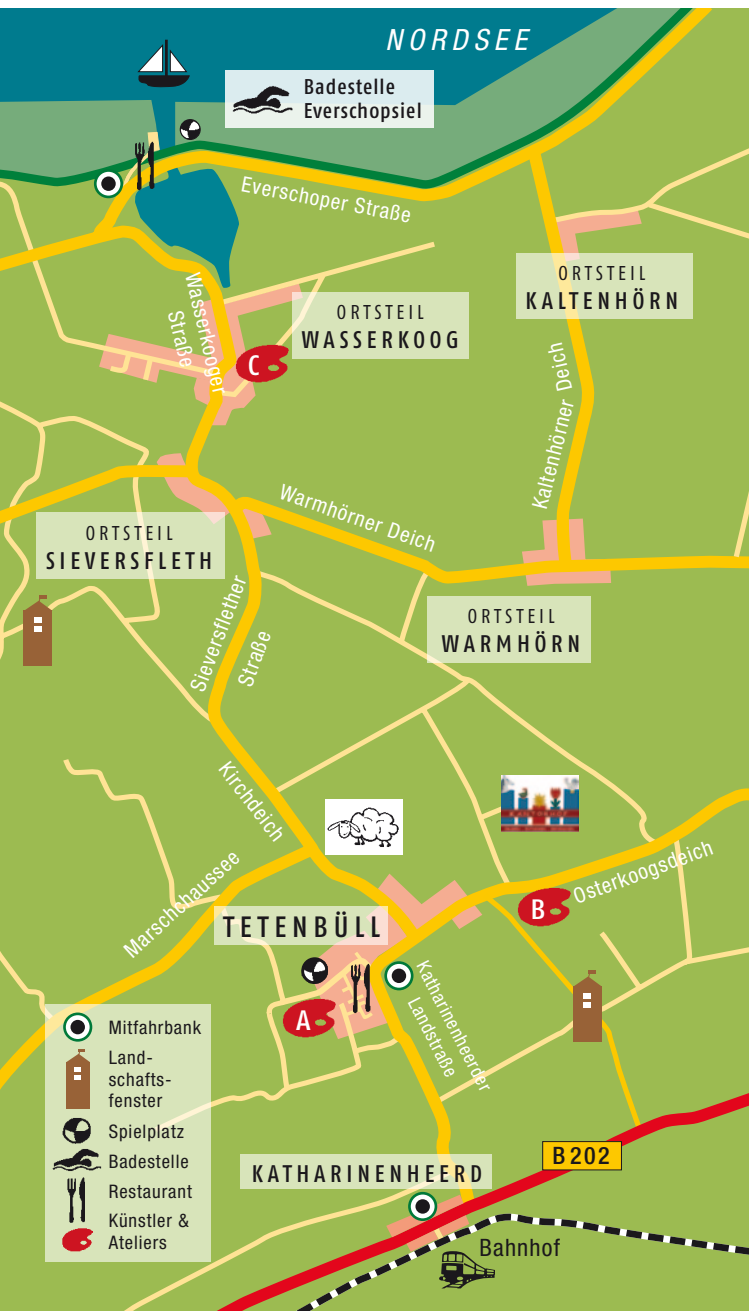 NORDSEE
Badestelle
Everschopsiel
Everschoper Straße
ORTSTEIL
KALTENHÖRN
ORTSTEIL
WASSERKOOG
Wasserkooger
Straße
C
Kaltenhörner Deich
Warmhörner Deich
ORTSTEIL
SIEVERSFLETH
ORTSTEIL
WARMHÖRN
Sieversflether
Straße
Kirchdeich
Marschchaussee
Osterkoogsdeich
B
TETENBÜLL
A
Katharinenheerder
Landstraße
Mitfahrbank
Land-
schafts-
fenster
Spielplatz
Badestelle
Restaurant
Künstler &
Ateliers
B 202
KATHARINENHEERD
Bahnhof